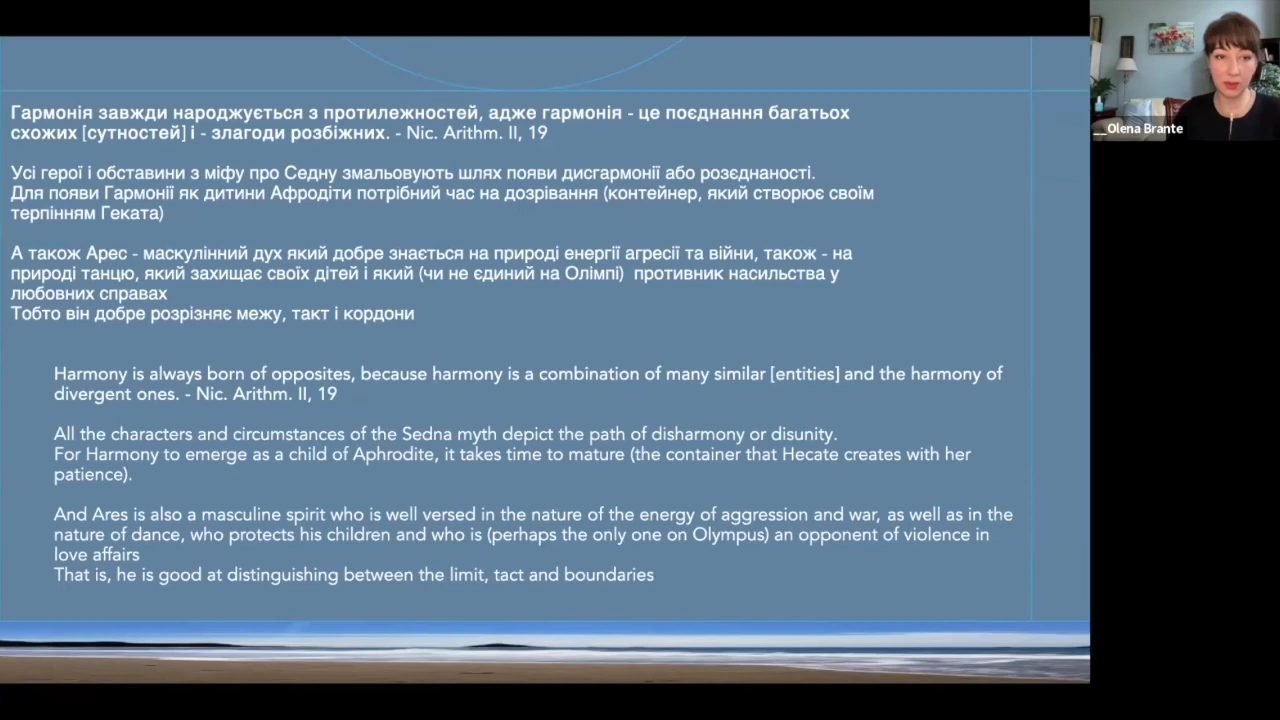 Гармонія завжди народжується з протилежностей, адже гармонія - це поєднання багатьох
схожих [сутностей] і - злагоди розбіжних. - Nic. Arithm. II, 19
Усі герої і обставини з міфу про Седну змальовують шлях появи дисгармонії або розєднаності.
Для появи Гармонії як дитини Афродіти потрібний час на дозрівання (контейнер, який створює своїм
терпінням Геката)
А також Арес - маскулінний дух який добре знається на природі енергії агресії та війни, також - на
природі танцю, який захищає своїх дітей і який (чи не єдиний на Олімпі) противник насильства у
любовних справах
Тобто він добре розрізняє межу, такт і кордони
Harmony is always born of opposites, because harmony is a combination of many similar [entities] and the harmony of
divergent ones. - Nic. Arithm. II, 19
All the characters and circumstances of the Sedna myth depict the path of disharmony or disunity.
For Harmony to emerge as a child of Aphrodite, it takes time to mature (the container that Hecate creates with her
patience).
And Ares is also a masculine spirit who is well versed in the nature of the energy of aggression and war, as well as in the
nature of dance, who protects his children and who is (perhaps the only one on Olympus) an opponent of violence in
love affairs
That is, he is good at distinguishing between the limit, tact and boundaries
__Olena Brante